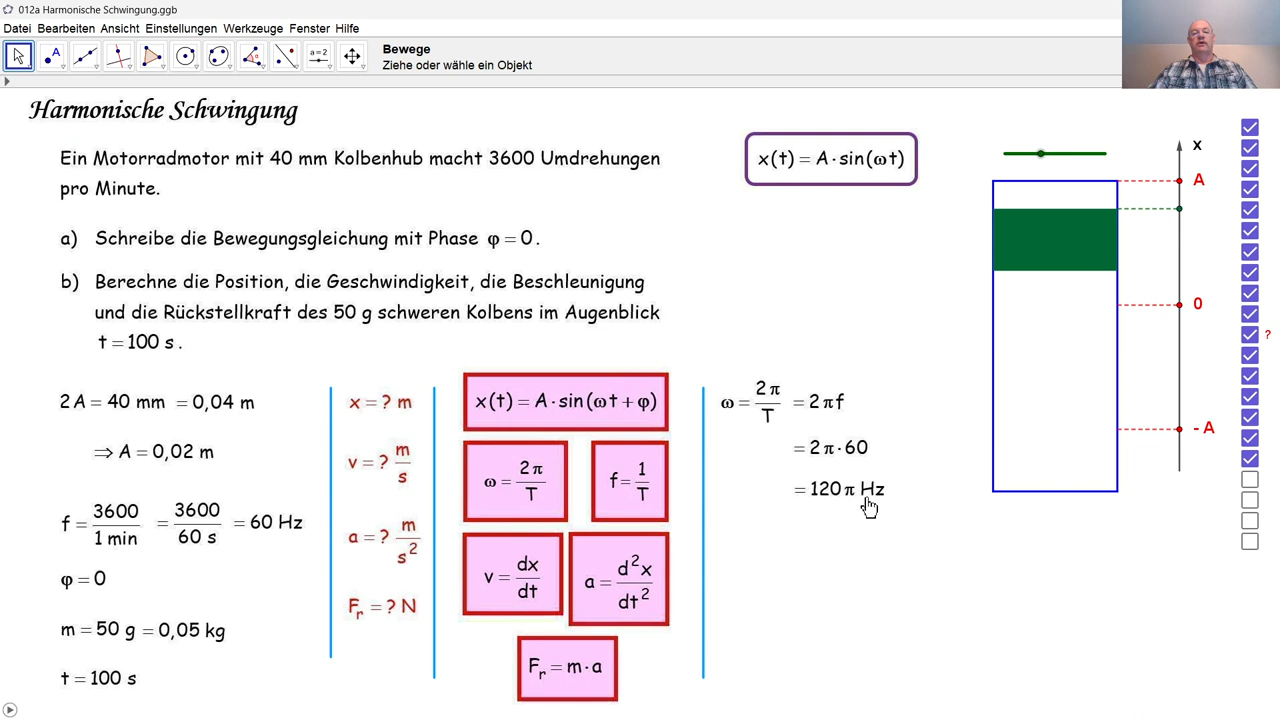 012a Harmonische Schwingung.ggb
Datei Bearbeiten Ansicht Einstellungen Werkzeuge Fenster Hilfe
A
a=2
Bewege
Ziehe oder wähle ein Objekt
Harmonische Schwingung
Ein Motorradmotor mit 40 mm Kolbenhub macht 3600 Umdrehungen
pro Minute.
a) Schreibe die Bewegungsgleichung mit Phase φ = 0.
b) Berechne die Position, die Geschwindigkeit, die Beschleunigung
und die Rückstellkraft des 50 g schweren Kolbens im Augenblick
t = 100 s.
2 A = 40 mm = 0,04 m
⇒ A = 0,02 m
f = 3600/1 min = 3600/60 s = 60 Hz
φ = 0
m = 50 g = 0,05 kg
t = 100 s
x = ? m
v = ? m/s
a = ? m/s²
Fr = ? N
x(t) = A · sin(ωt + φ)
ω = 2π/T
f = 1/T
v = dx/dt
a = d²x/dt²
Fr = m · a
x(t) = A · sin(ωt)
ω = 2π/T = 2πf
= 2π · 60
= 120π Hz
x
A
0
- A
?